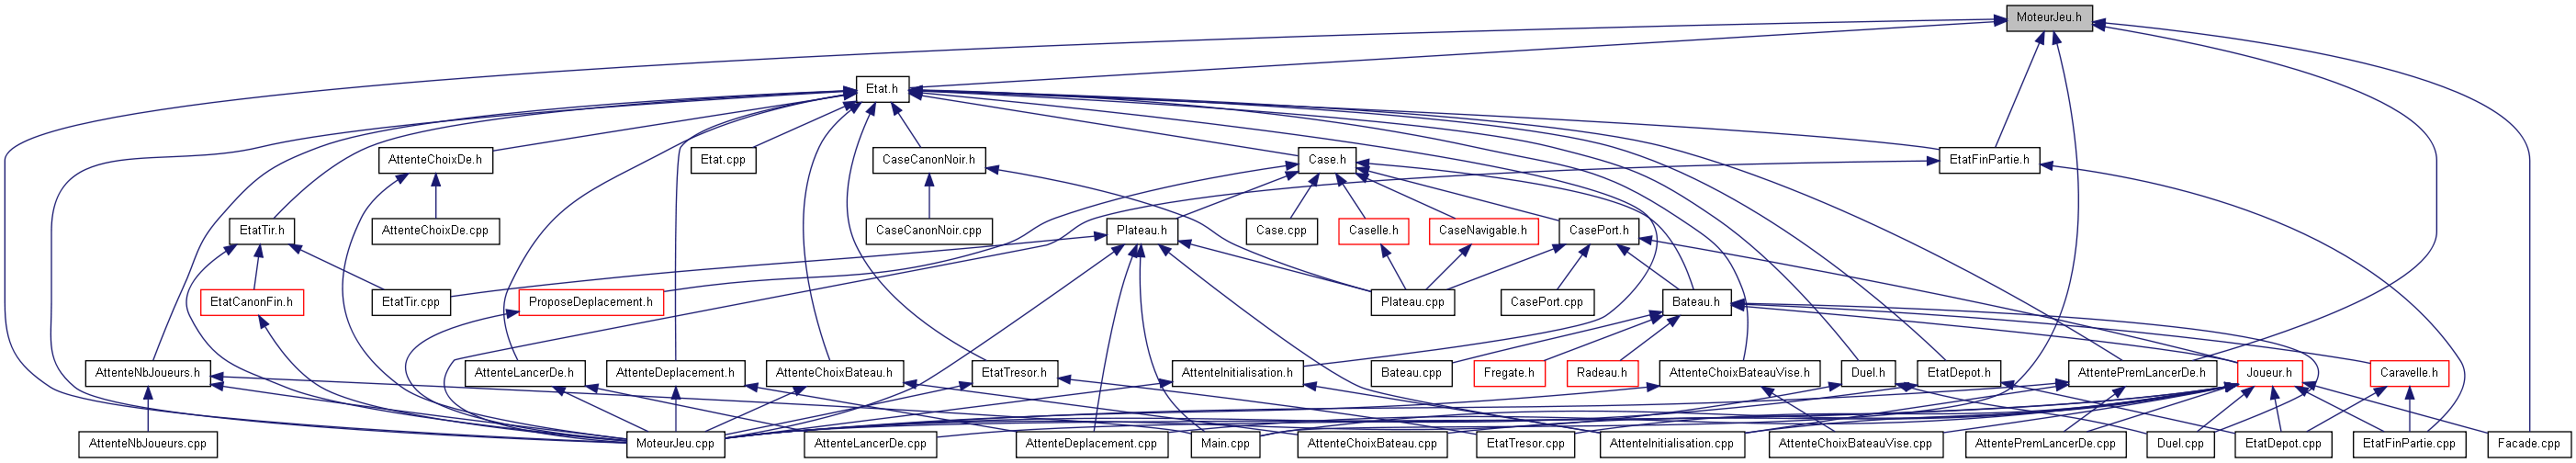 MoteurJeu.h
Etat.h
AttenteChoixDe.h
Etat.cpp
CaseCanonNoir.h
Case.h
EtatFinPartie.h
EtatTir.h
AttenteChoixDe.cpp
CaseCanonNoir.cpp
Plateau.h
Case.cpp
Caselle.h
CaseNavigable.h
CasePort.h
EtatCanonFin.h
EtatTir.cpp
ProposeDeplacement.h
Plateau.cpp
CasePort.cpp
Bateau.h
AttenteNbJoueurs.h
AttenteLancerDe.h
AttenteDeplacement.h
AttenteChoixBateau.h
EtatTresor.h
AttenteInitialisation.h
Bateau.cpp
Fregate.h
Radeau.h
AttenteChoixBateauVise.h
Duel.h
EtatDepot.h
AttentePremLancerDe.h
Joueur.h
Caravelle.h
AttenteNbJoueurs.cpp
MoteurJeu.cpp
AttenteLancerDe.cpp
AttenteDeplacement.cpp
Main.cpp
AttenteChoixBateau.cpp
EtatTresor.cpp
AttenteInitialisation.cpp
AttenteChoixBateauVise.cpp
AttentePremLancerDe.cpp
Duel.cpp
EtatDepot.cpp
EtatFinPartie.cpp
Facade.cpp